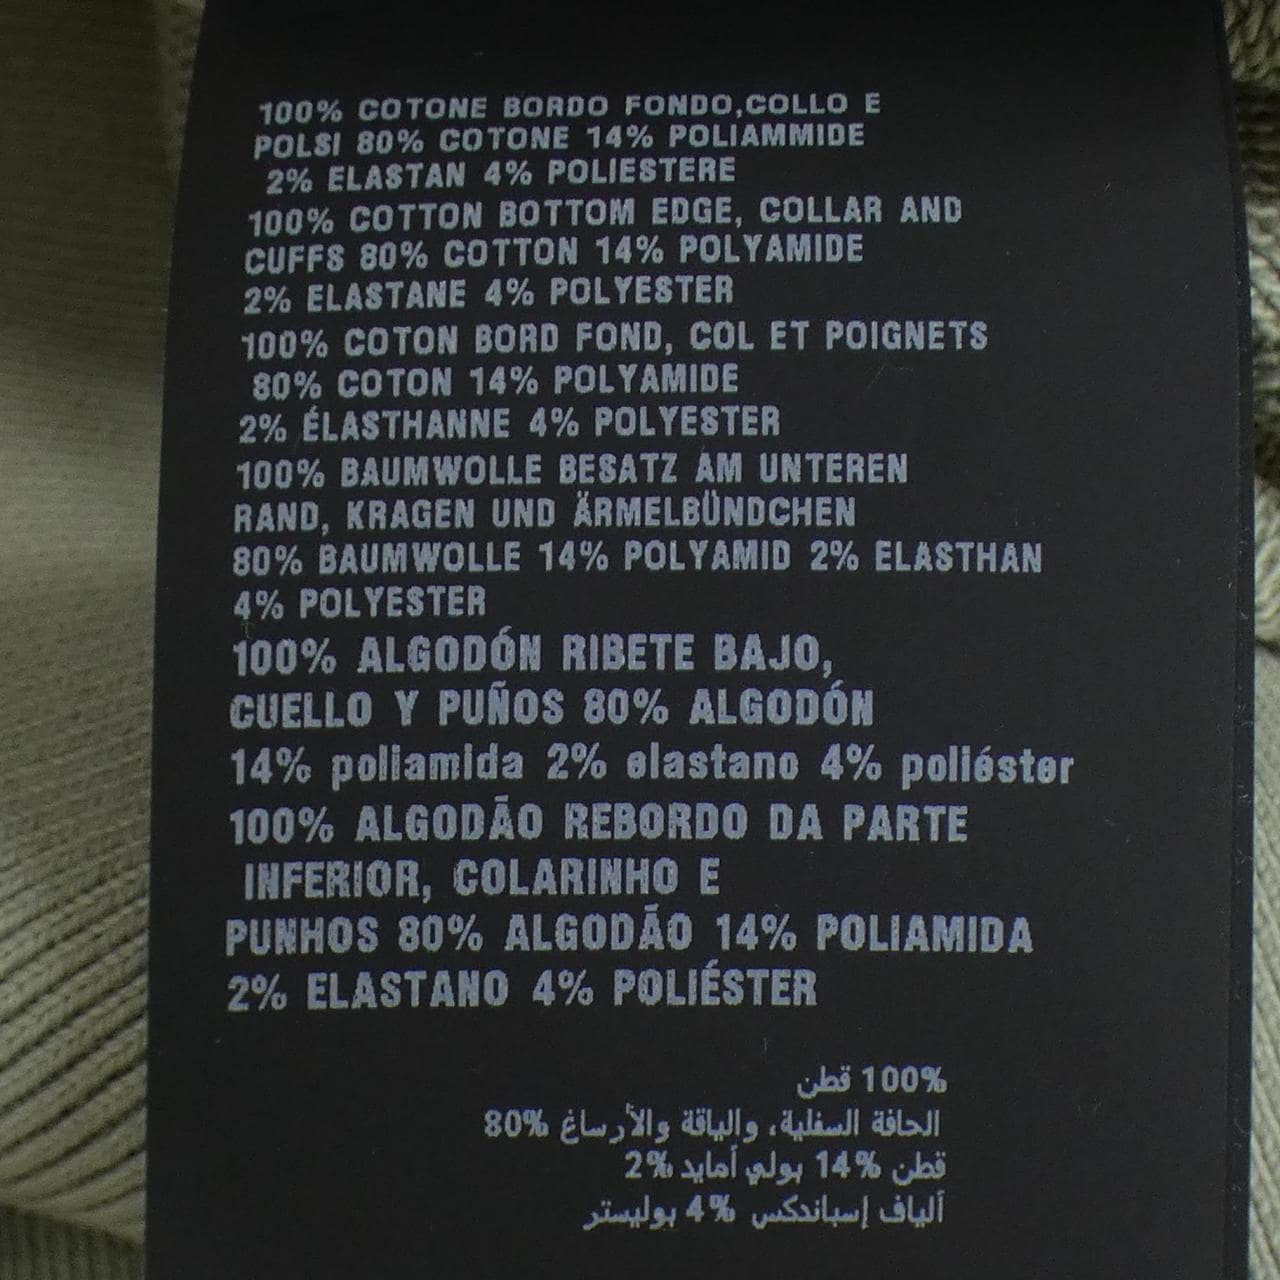 100% COTONE BORDO FONDO,COLLO E
POLSI 80% COTONE 14% POLIAMMIDE
2% ELASTAN 4% POLIESTERE
100% COTTON BOTTOM EDGE, COLLAR AND
CUFFS 80% COTTON 14% POLYAMIDE
2% ELASTANE 4% POLYESTER
100% COTON BORD FOND, COL ET POIGNETS
80% COTON 14% POLYAMIDE
2% ÉLASTHANNE 4% POLYESTER
100% BAUMWOLLE BESATZ AM UNTEREN
RAND, KRAGEN UND ÄRMELBÜNDCHEN
80% BAUMWOLLE 14% POLYAMID 2% ELASTHAN
4% POLYESTER
100% ALGODÓN RIBETE BAJO,
CUELLO Y PUÑOS 80% ALGODÓN
14% poliamida 2% elastano 4% poliéster
100% ALGODÃO REBORDO DA PARTE
INFERIOR, COLARINHO E
PUNHOS 80% ALGODÃO 14% POLIAMIDA
2% ELASTANO 4% POLIÉSTER
100% قطن
الحافة السفلية، والياقة والأرساغ 80%
قطن 14% بولي أمايد 2%
ألياف إسباندكس 4% بوليستر